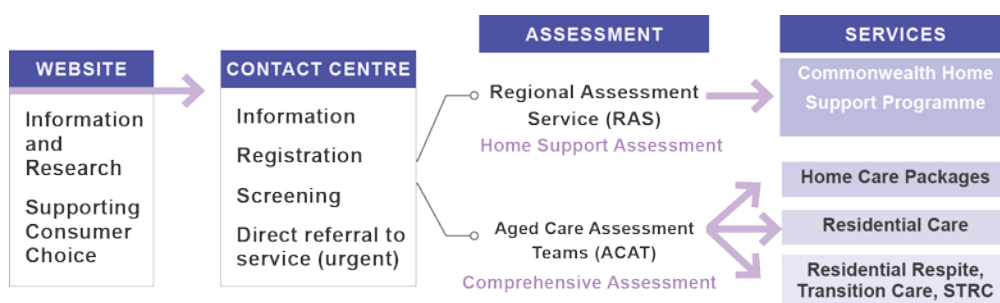 WEBSITE
Information
and
Research
Supporting
Consumer
Choice
CONTACT CENTRE
Information
Registration
Screening
Direct referral to
service (urgent)
ASSESSMENT
Regional Assessment
Service (RAS)
Home Support Assessment
Aged Care Assessment
Teams (ACAT)
Comprehensive Assessment
SERVICES
Commonwealth Home
Support Programme
Home Care Packages
Residential Care
Residential Respite,
Transition Care, STRC